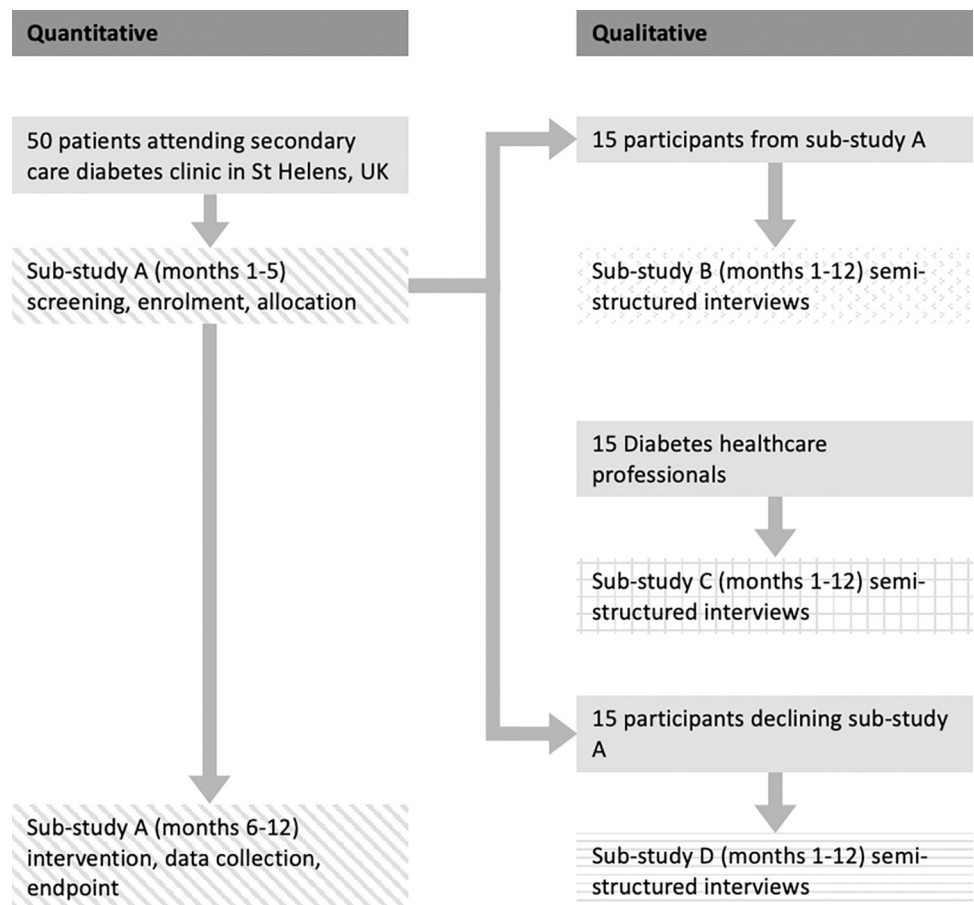 Quantitative
50 patients attending secondary
care diabetes clinic in St Helens, UK
Sub-study A (months 1-5)
screening, enrolment, allocation
Sub-study A (months 6-12)
intervention, data collection,
endpoint
Qualitative
15 participants from sub-study A
Sub-study B (months 1-12) semi-
structured interviews
15 Diabetes healthcare
professionals
Sub-study C (months 1-12) semi-
structured interviews
15 participants declining sub-study
A
Sub-study D (months 1-12) semi-
structured interviews